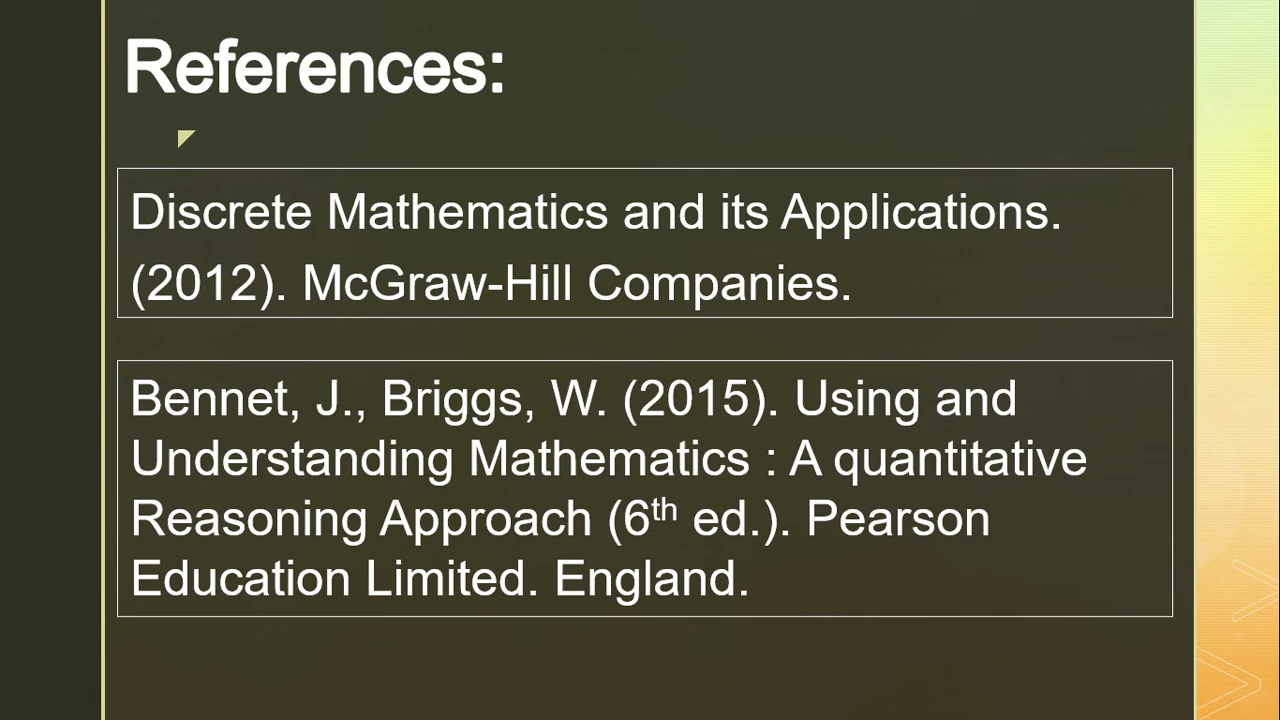 References:
Discrete Mathematics and its Applications.
(2012). McGraw-Hill Companies.
Bennet, J., Briggs, W. (2015). Using and
Understanding Mathematics : A quantitative
Reasoning Approach (6th ed.). Pearson
Education Limited. England.